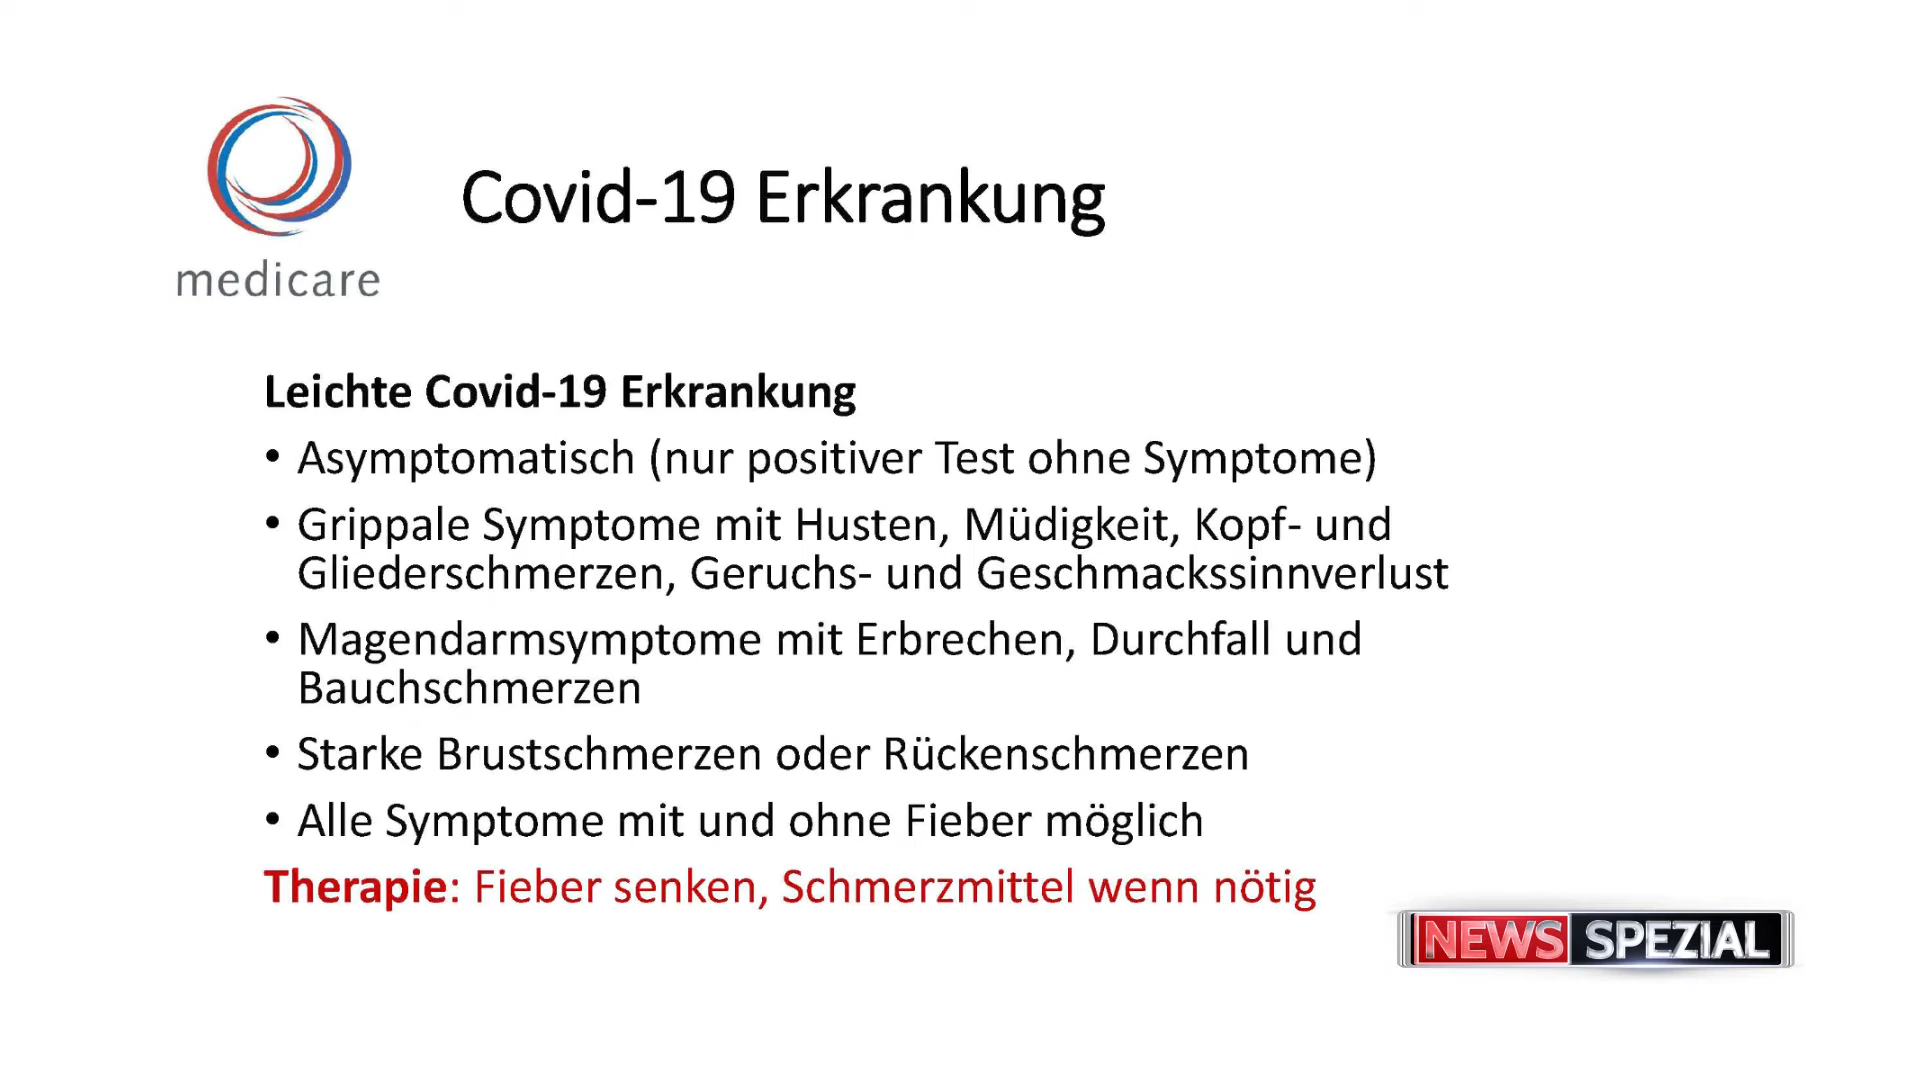 medicare
Covid-19 Erkrankung
Leichte Covid-19 Erkrankung
• Asymptomatisch (nur positiver Test ohne Symptome)
• Grippale Symptome mit Husten, Müdigkeit, Kopf- und
Gliederschmerzen, Geruchs- und Geschmackssinnverlust
• Magendarmsymptome mit Erbrechen, Durchfall und
Bauchschmerzen
• Starke Brustschmerzen oder Rückenschmerzen
• Alle Symptome mit und ohne Fieber möglich
Therapie: Fieber senken, Schmerzmittel wenn nötig
NEWS SPEZIAL